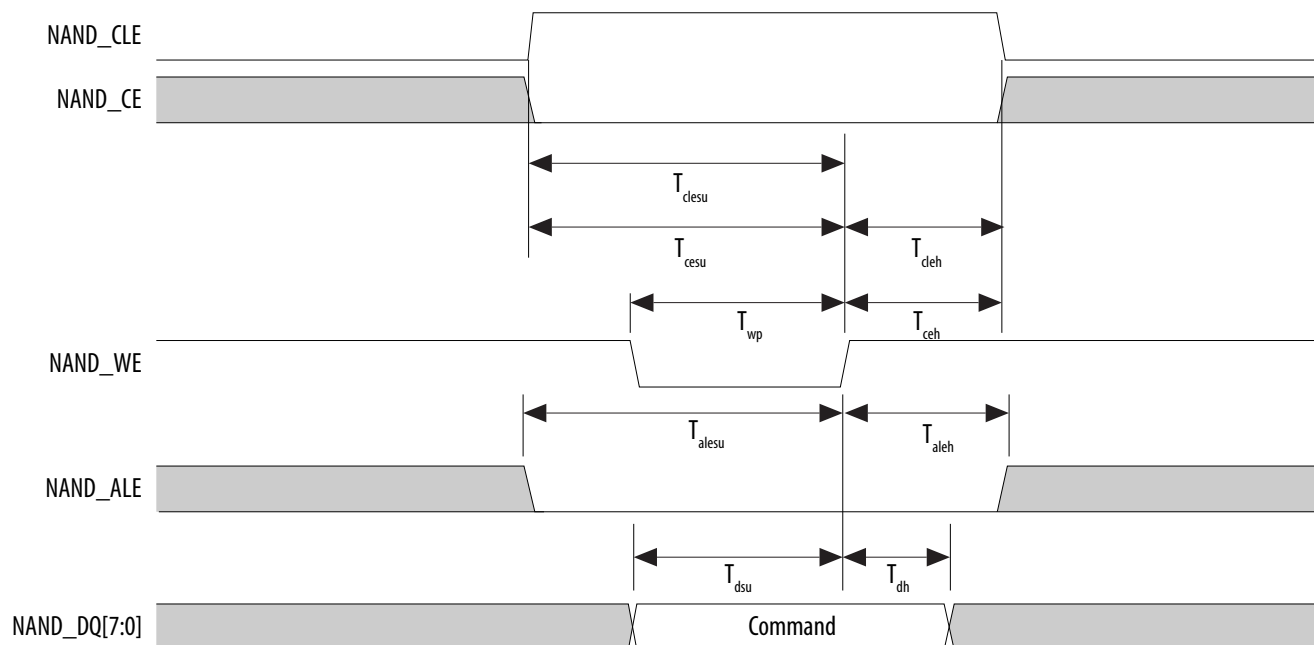 NAND_CLE
NAND_CE
T_clesu
T_cesu
T_cleh
T_wp
T_ceh
NAND_WE
T_alesu
T_aleh
NAND_ALE
T_dsu
T_dh
NAND_DQ[7:0]
Command